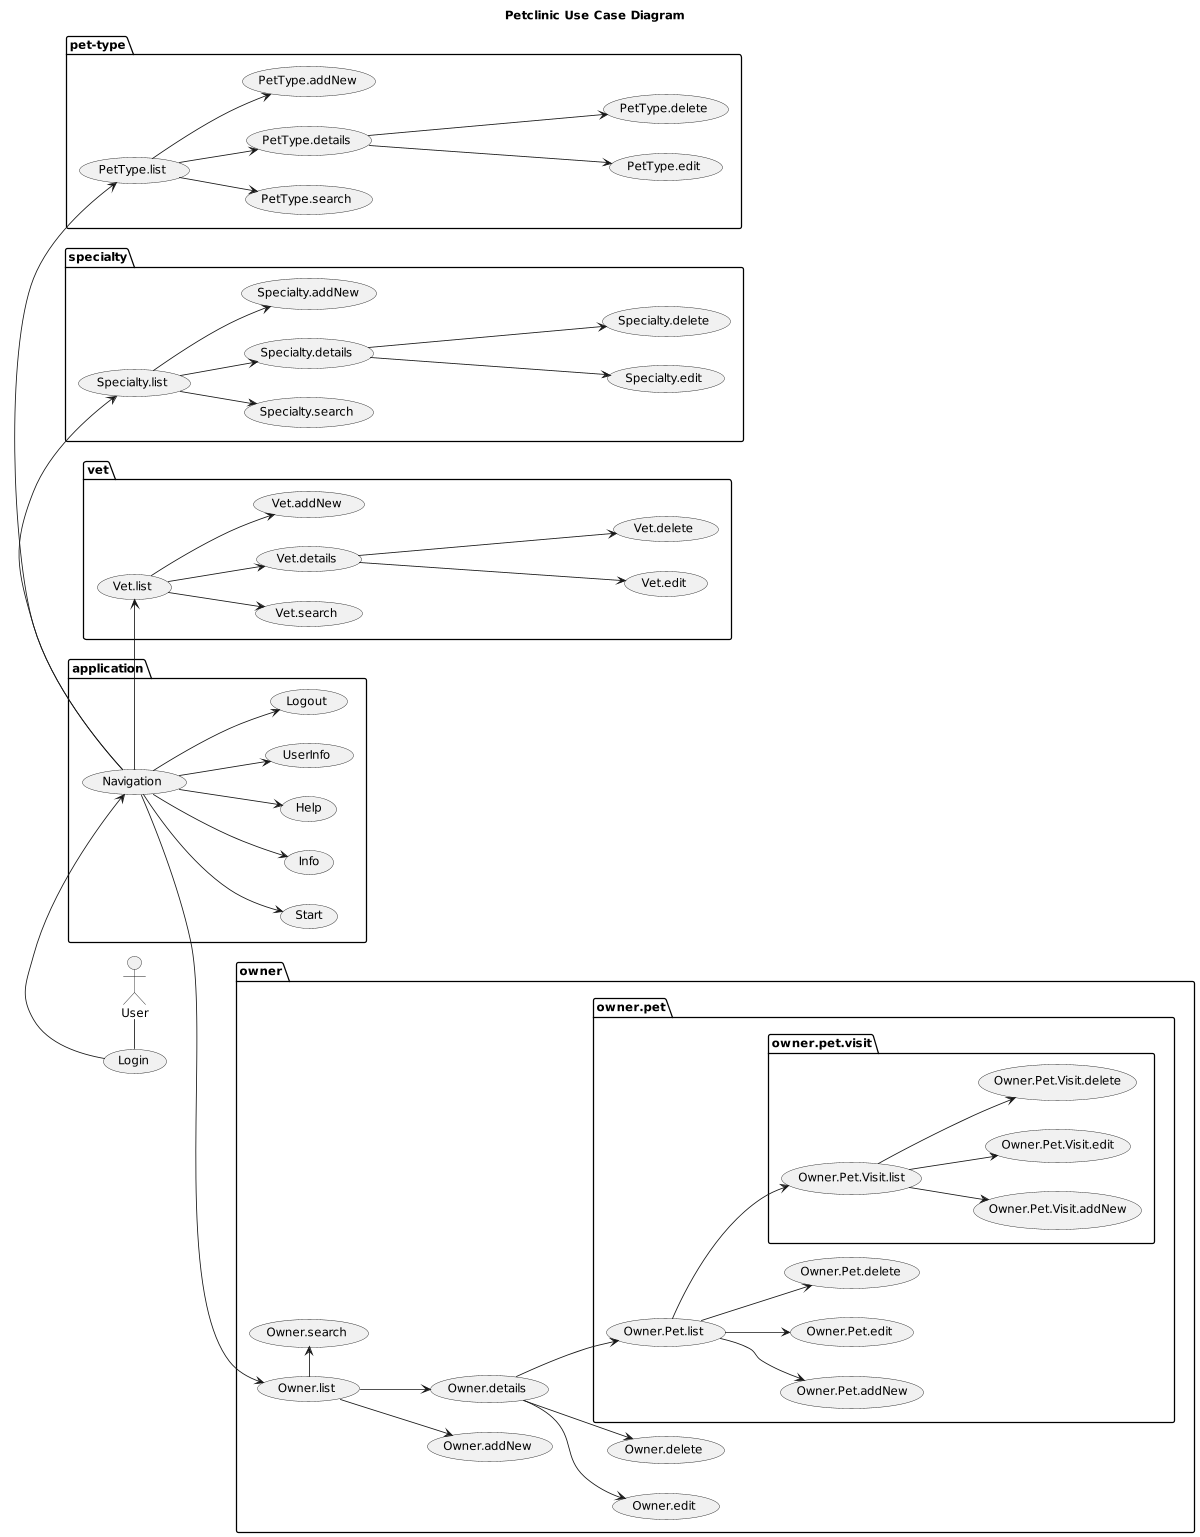 Petclinic Use Case Diagram
pet-type
PetType.addNew
PetType.delete
PetType.details
PetType.list
PetType.edit
PetType.search
specialty
Specialty.addNew
Specialty.delete
Specialty.details
Specialty.list
Specialty.edit
Specialty.search
vet
Vet.addNew
Vet.delete
Vet.details
Vet.list
Vet.edit
Vet.search
application
Logout
UserInfo
Navigation
Help
Info
Start
User
Login
owner
owner.pet
owner.pet.visit
Owner.Pet.Visit.delete
Owner.Pet.Visit.edit
Owner.Pet.Visit.list
Owner.Pet.Visit.addNew
Owner.Pet.delete
Owner.search
Owner.Pet.list
Owner.Pet.edit
Owner.list
Owner.details
Owner.Pet.addNew
Owner.addNew
Owner.delete
Owner.edit